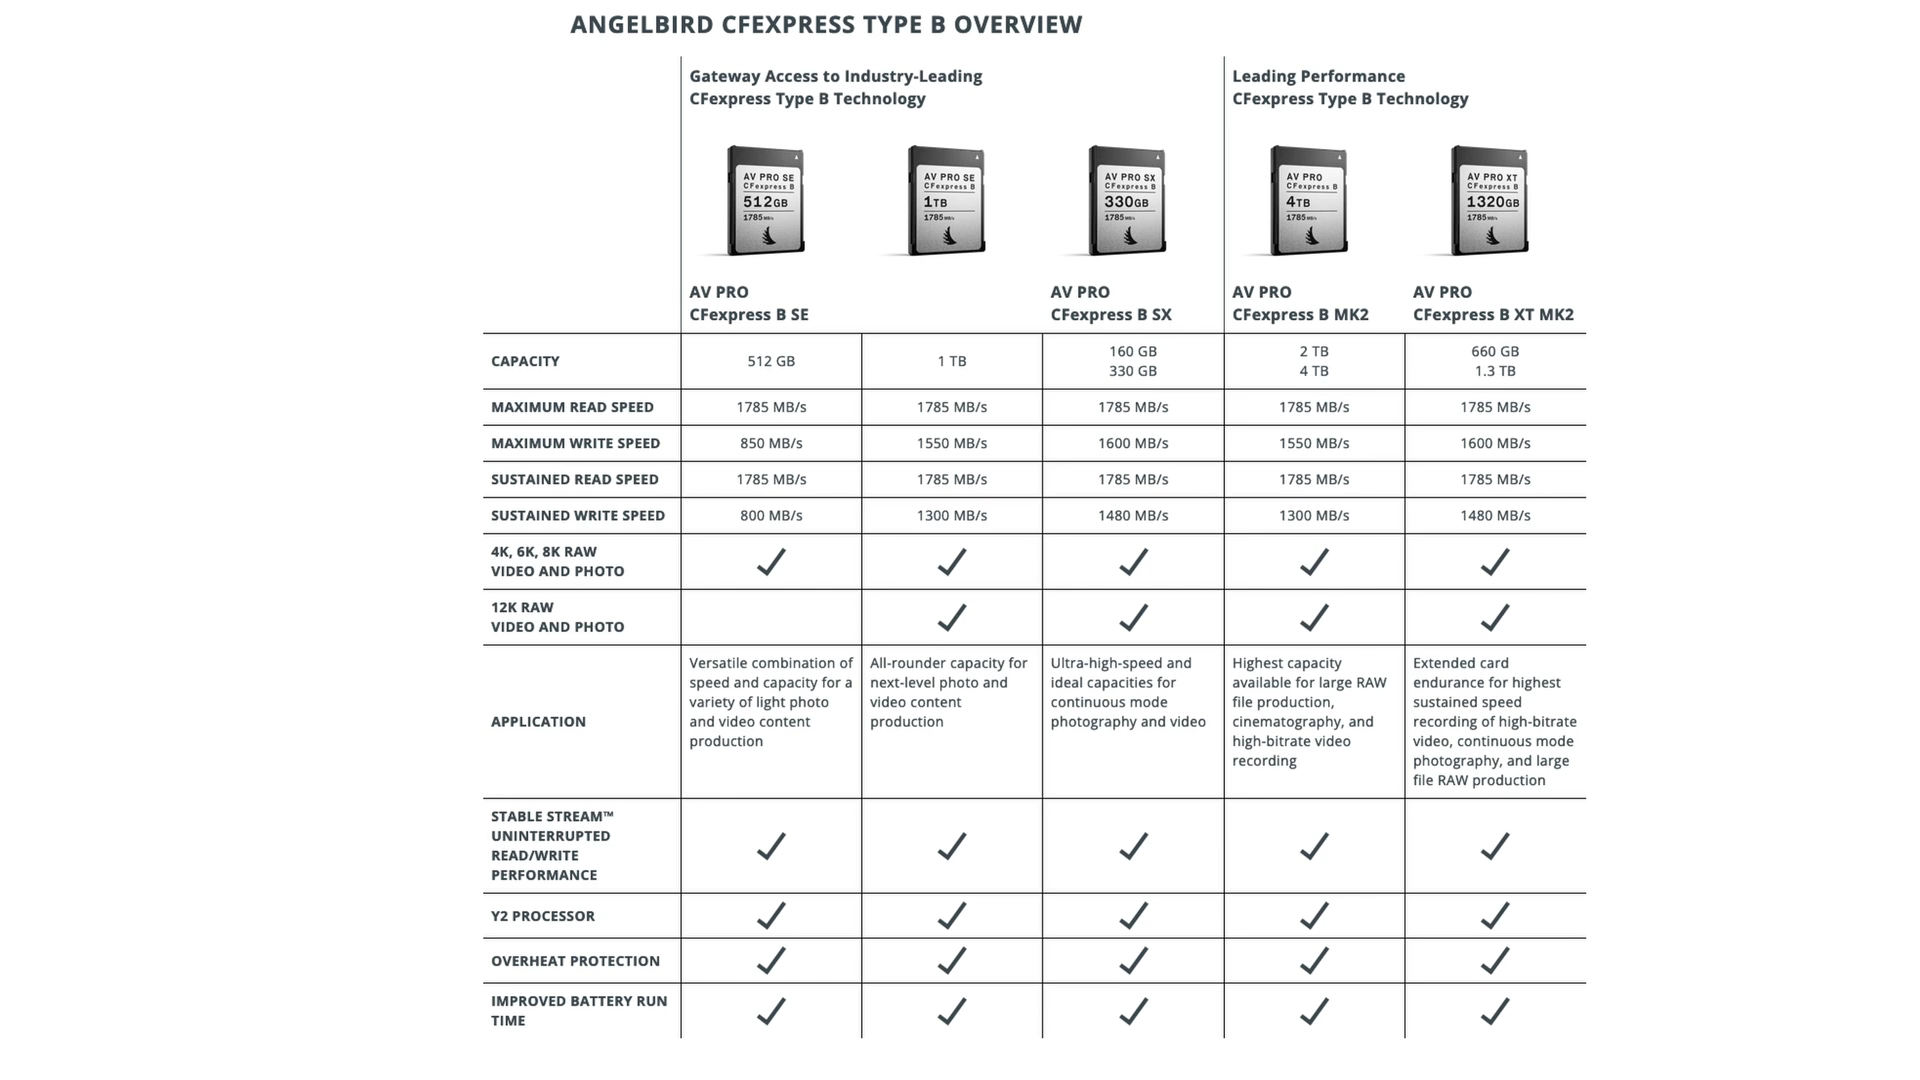 ANGELBIRD CFEXPRESS TYPE B OVERVIEW
Gateway Access to Industry-Leading
CFexpress Type B Technology
Leading Performance
CFexpress Type B Technology
AV PRO SE
CFexpress B
512GB
1785 MB/s
AV PRO SE
CFexpress B
1TB
1785 MB/s
AV PRO SX
CFexpress B
330GB
1785 MB/s
AV PRO
CFexpress B
4TB
1785 MB/s
AV PRO XT
CFexpress B
1320GB
1785 MB/s
AV PRO
CFexpress B SE
AV PRO
CFexpress B SX
AV PRO
CFexpress B MK2
AV PRO
CFexpress B XT MK2
CAPACITY
512 GB
1 TB
160 GB
330 GB
2 TB
4 TB
660 GB
1.3 TB
MAXIMUM READ SPEED
1785 MB/s
1785 MB/s
1785 MB/s
1785 MB/s
1785 MB/s
MAXIMUM WRITE SPEED
850 MB/s
1550 MB/s
1600 MB/s
1550 MB/s
1600 MB/s
SUSTAINED READ SPEED
1785 MB/s
1785 MB/s
1785 MB/s
1785 MB/s
1785 MB/s
SUSTAINED WRITE SPEED
800 MB/s
1300 MB/s
1480 MB/s
1300 MB/s
1480 MB/s
4K, 6K, 8K RAW
VIDEO AND PHOTO
12K RAW
VIDEO AND PHOTO
APPLICATION
Versatile combination of
speed and capacity for a
variety of light photo
and video content
production
All-rounder capacity for
next-level photo and
video content
production
Ultra-high-speed and
ideal capacities for
continuous mode
photography and video
Highest capacity
available for large RAW
file production,
cinematography, and
high-bitrate video
recording
Extended card
endurance for highest
sustained speed
recording of high-bitrate
video, continuous mode
photography, and large
file RAW production
STABLE STREAM™
UNINTERRUPTED
READ/WRITE
PERFORMANCE
Y2 PROCESSOR
OVERHEAT PROTECTION
IMPROVED BATTERY RUN
TIME